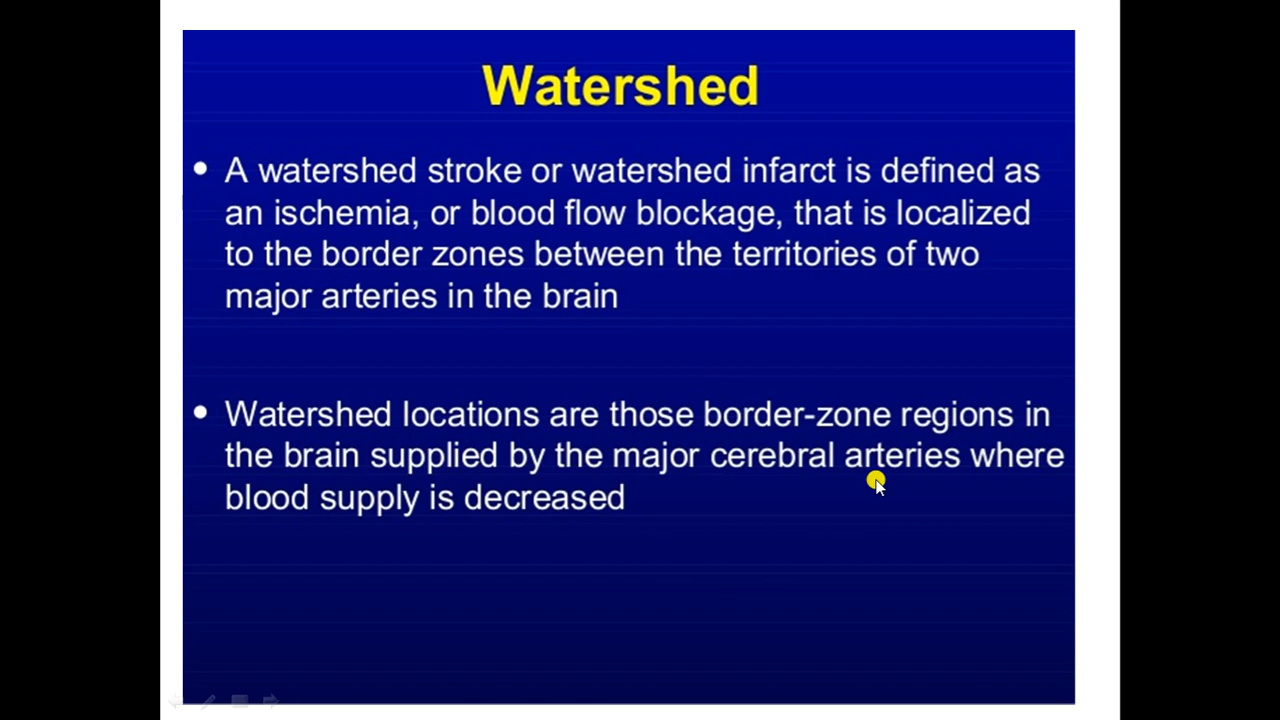 Watershed
• A watershed stroke or watershed infarct is defined as
an ischemia, or blood flow blockage, that is localized
to the border zones between the territories of two
major arteries in the brain
• Watershed locations are those border-zone regions in
the brain supplied by the major cerebral arteries where
blood supply is decreased